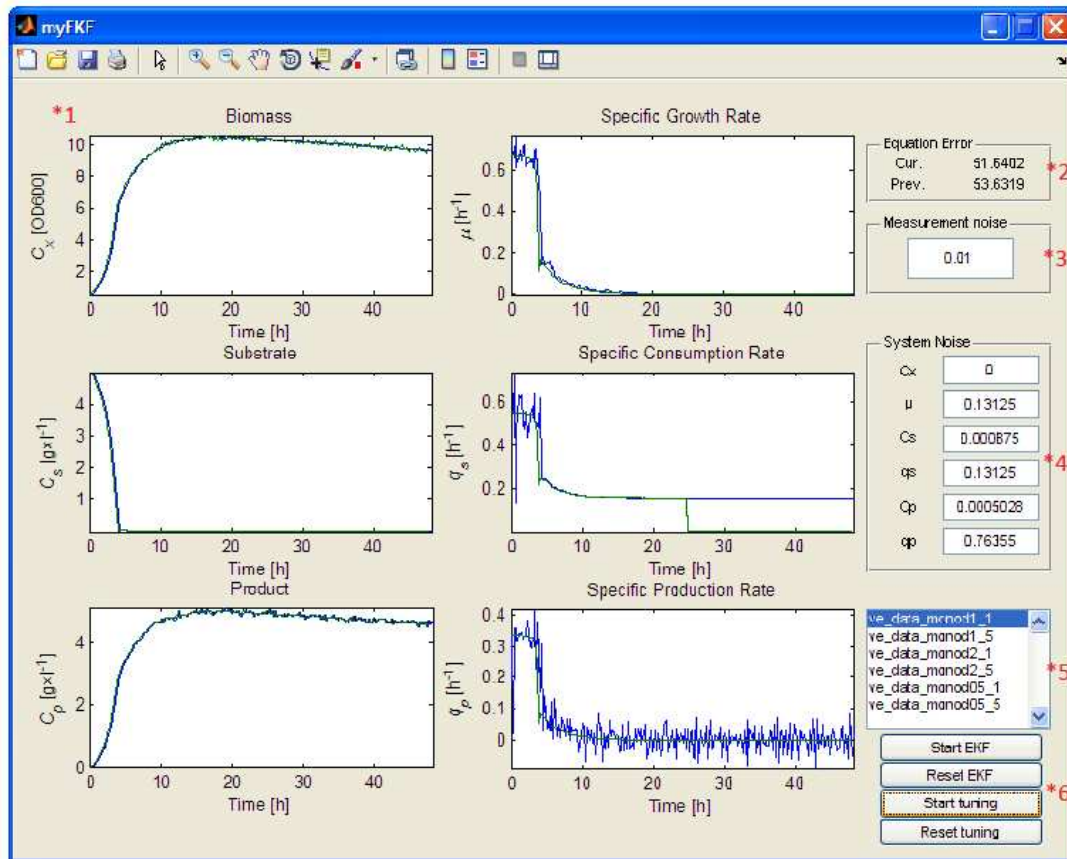 myFKF
*1
Biomass
10
8
6
4
2
C_x [OD600]
0 10 20 30 40
Time [h]
Specific Growth Rate
0.6
0.4
0.2
0
μ [h⁻¹]
0 10 20 30 40
Time [h]
Substrate
4
3
2
1
C_s [g×l⁻¹]
0 10 20 30 40
Time [h]
Specific Consumption Rate
0.6
0.4
0.2
q_s [h⁻¹]
0 10 20 30 40
Time [h]
Product
4
2
0
C_p [g×l⁻¹]
0 10 20 30 40
Time [h]
Specific Production Rate
0.4
0.3
0.2
0.1
0
q_p [h⁻¹]
0 10 20 30 40
Time [h]
Equation Error
Cur. 51.6402
Prev. 53.6319
*2
Measurement noise
0.01
*3
System Noise
Cx 0
μ 0.13125
Cs 0.000875
qs 0.13125
Cp 0.0005028
qp 0.76355
*4
ve_data_monod1_1
ve_data_monod1_5
ve_data_monod2_1
ve_data_monod2_5
ve_data_monod05_1
ve_data_monod05_5
*5
Start EKF
Reset EKF
Start tuning
Reset tuning
*6